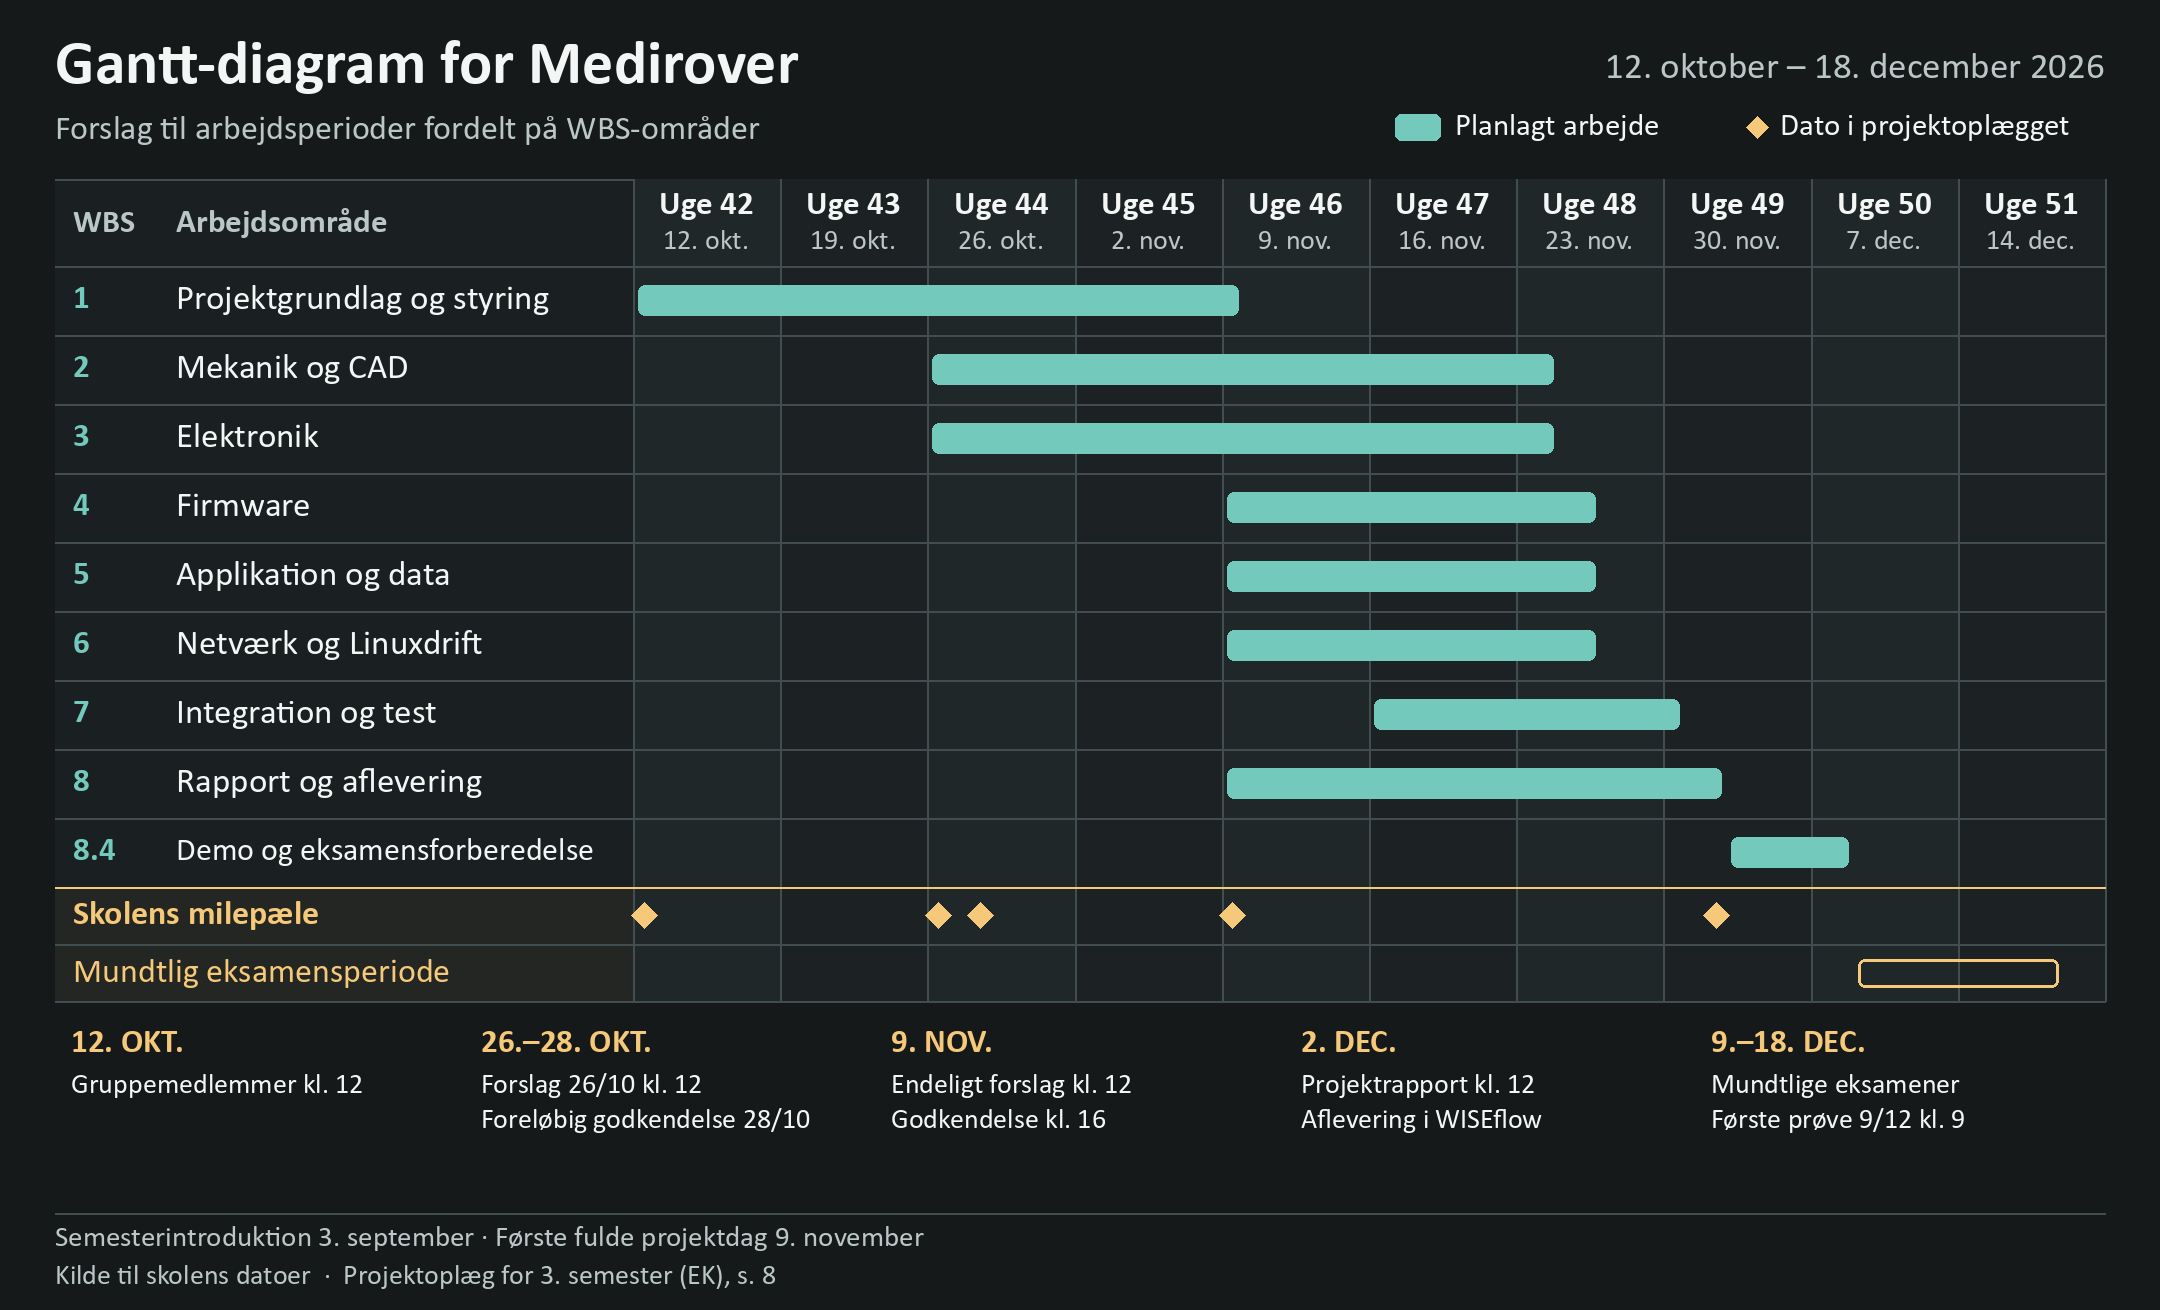 Gantt-diagram for Medirover
12. oktober – 18. december 2026
Forslag til arbejdsperioder fordelt på WBS-områder
Planlagt arbejde
Dato i projektoplægget
WBS Arbejdsområde
Uge 42 Uge 43 Uge 44 Uge 45 Uge 46 Uge 47 Uge 48 Uge 49 Uge 50 Uge 51
12. okt. 19. okt. 26. okt. 2. nov. 9. nov. 16. nov. 23. nov. 30. nov. 7. dec. 14. dec.
1 Projektgrundlag og styring
2 Mekanik og CAD
3 Elektronik
4 Firmware
5 Applikation og data
6 Netværk og Linuxdrift
7 Integration og test
8 Rapport og aflevering
8.4 Demo og eksamensforberedelse
Skolens milepæle
Mundtlig eksamensperiode
12. OKT.
Gruppemedlemmer kl. 12
26.–28. OKT.
Forslag 26/10 kl. 12
Foreløbig godkendelse 28/10
9. NOV.
Endeligt forslag kl. 12
Godkendelse kl. 16
2. DEC.
Projektrapport kl. 12
Aflevering i WISEflow
9.–18. DEC.
Mundtlige eksamener
Første prøve 9/12 kl. 9
Semesterintroduktion 3. september · Første fulde projektdag 9. november
Kilde til skolens datoer · Projektoplæg for 3. semester (EK), s. 8